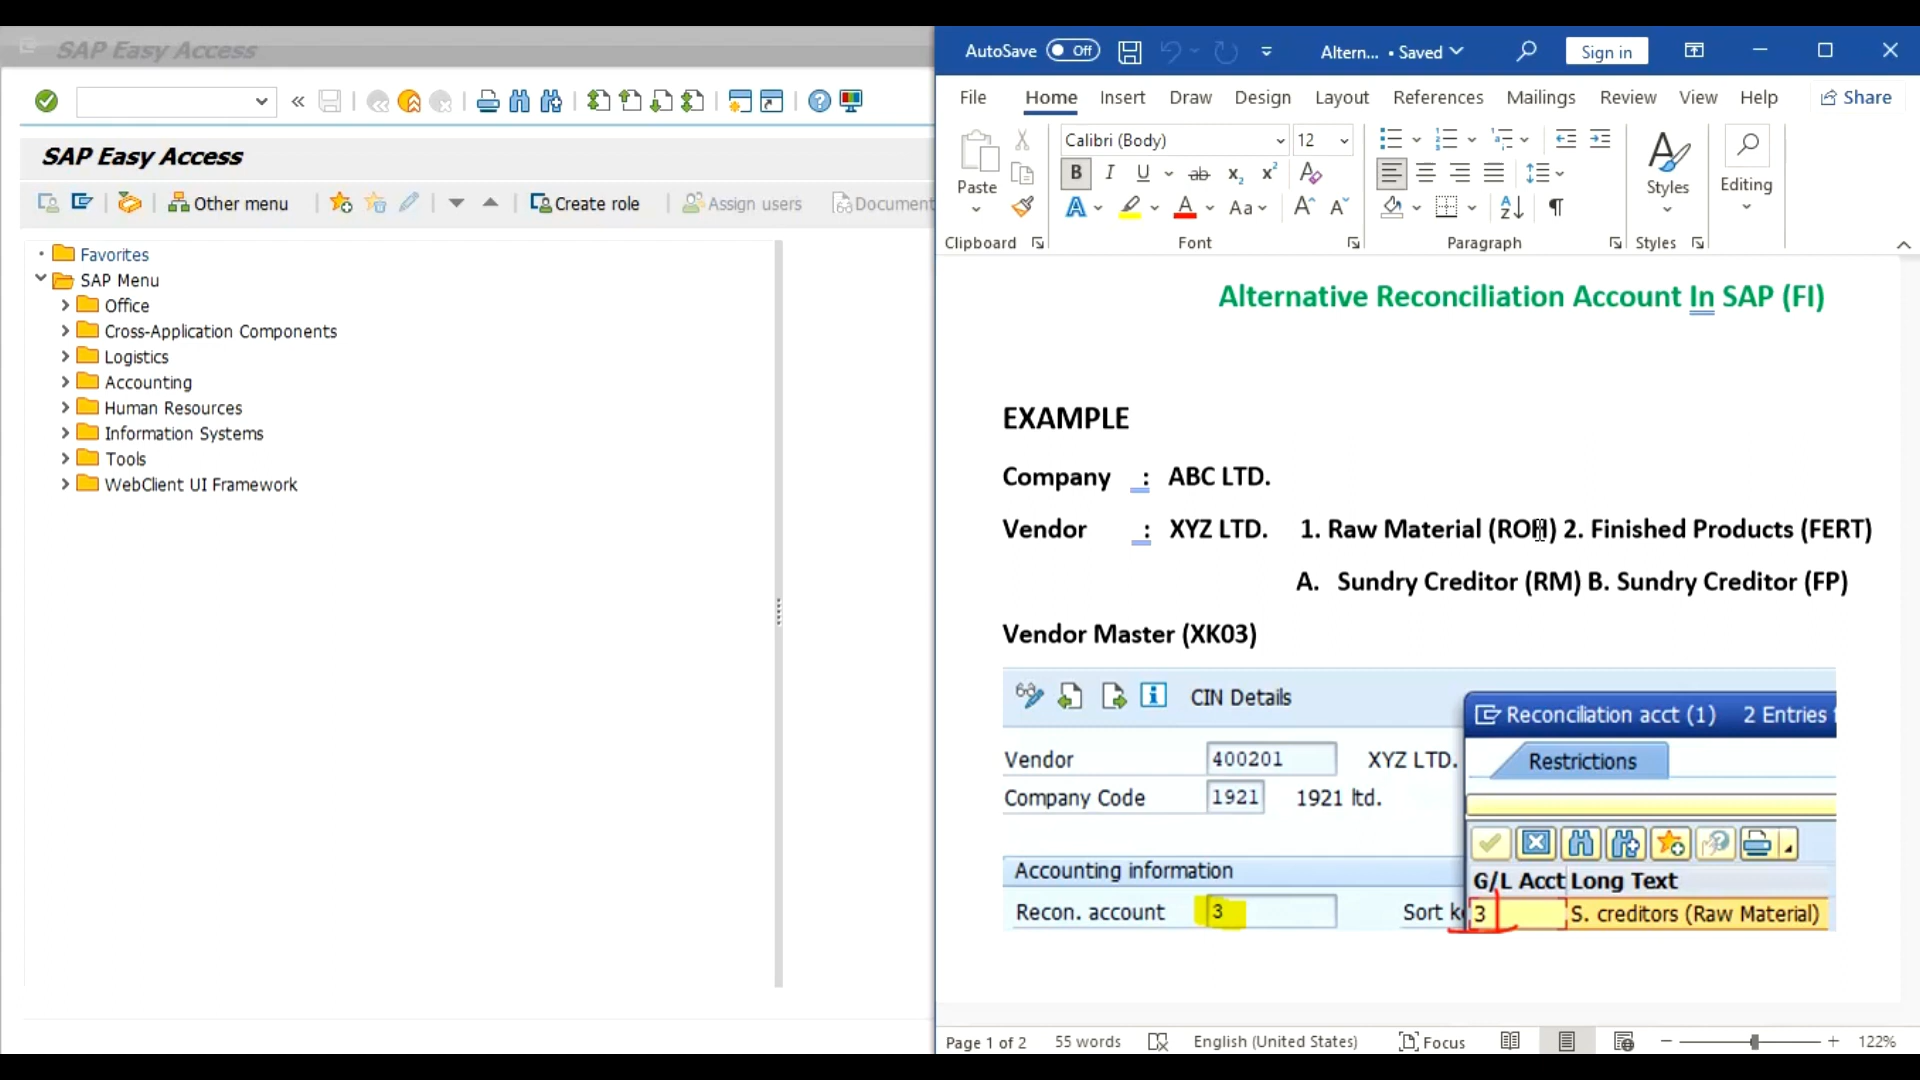 SAP Easy Access
SAP Easy Access
Other menu
Create role
Assign users
Document
Favorites
SAP Menu
Office
Cross-Application Components
Logistics
Accounting
Human Resources
Information Systems
Tools
WebClient UI Framework
AutoSave Off Altern... • Saved Sign in
File Home Insert Draw Design Layout References Mailings Review View Help Share
Calibri (Body) 12
Paste
Styles
Editing
Clipboard Font Paragraph Styles
Alternative Reconciliation Account In SAP (FI)
EXAMPLE
Company : ABC LTD.
Vendor : XYZ LTD. 1. Raw Material (ROH) 2. Finished Products (FERT)
A. Sundry Creditor (RM) B. Sundry Creditor (FP)
Vendor Master (XK03)
CIN Details
Vendor 400201 XYZ LTD.
Company Code 1921 1921 ltd.
Accounting information
Recon. account 3 Sort
Reconciliation acct (1) 2 Entries
Restrictions
G/L Acct Long Text
3 S. creditors (Raw Material)
Page 1 of 2 55 words English (United States) Focus 122%